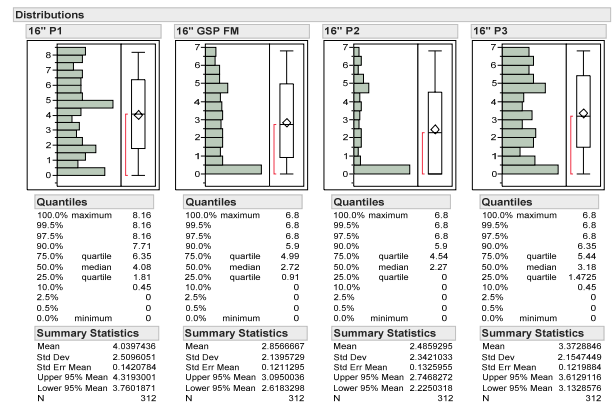 Distributions
16" P1
16" GSP FM
16" P2
16" P3
8
7
6
5
4
3
2
1
0
7
6
5
4
3
2
1
0
7
6
5
4
3
2
1
0
7
6
5
4
3
2
1
0
Quantiles
100.0% maximum 8.16
99.5% 8.16
97.5% 8.16
90.0% 7.71
75.0% quartile 6.35
50.0% median 4.08
25.0% quartile 1.81
10.0% 0.45
2.5% 0
0.5% 0
0.0% minimum 0
Summary Statistics
Mean 4.0397436
Std Dev 2.5096051
Std Err Mean 0.1420784
Upper 95% Mean 4.3193001
Lower 95% Mean 3.7601871
N 312
Quantiles
100.0% maximum 6.8
99.5% 6.8
97.5% 6.8
90.0% 5.9
75.0% quartile 4.99
50.0% median 2.72
25.0% quartile 0.91
10.0% 0
2.5% 0
0.5% 0
0.0% minimum 0
Summary Statistics
Mean 2.8566667
Std Dev 2.1395729
Std Err Mean 0.1211295
Upper 95% Mean 3.0950036
Lower 95% Mean 2.6183298
N 312
Quantiles
100.0% maximum 6.8
99.5% 6.8
97.5% 6.8
90.0% 5.9
75.0% quartile 4.54
50.0% median 2.27
25.0% quartile 0
10.0% 0
2.5% 0
0.5% 0
0.0% minimum 0
Summary Statistics
Mean 2.4859295
Std Dev 2.3421033
Std Err Mean 0.1325955
Upper 95% Mean 2.7468272
Lower 95% Mean 2.2250318
N 312
Quantiles
100.0% maximum 6.8
99.5% 6.8
97.5% 6.8
90.0% 6.35
75.0% quartile 5.44
50.0% median 3.18
25.0% quartile 1.4725
10.0% 0.45
2.5% 0
0.5% 0
0.0% minimum 0
Summary Statistics
Mean 3.3728846
Std Dev 2.1547449
Std Err Mean 0.1219884
Upper 95% Mean 3.6129116
Lower 95% Mean 3.1328576
N 312